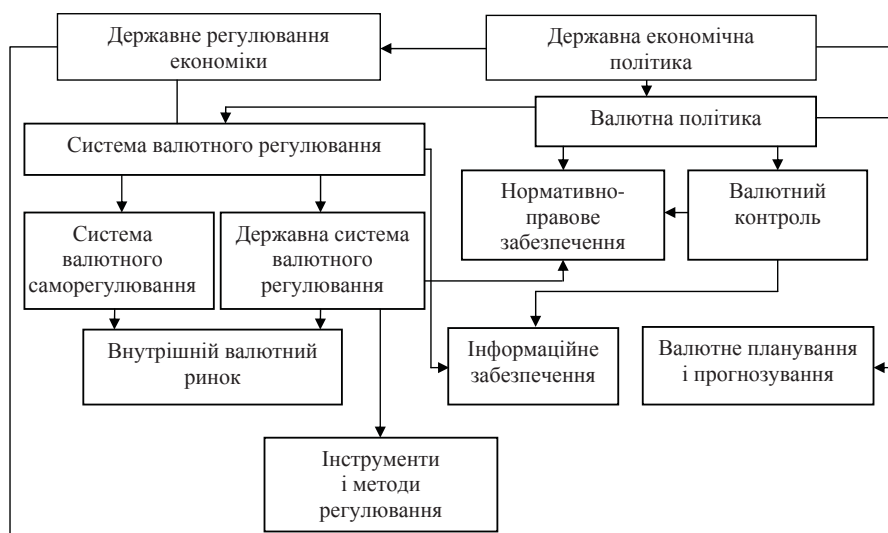 Державне регулювання
економіки
Державна економічна
політика
Валютна політика
Система валютного регулювання
Нормативно-
правове
забезпечення
Валютний
контроль
Система
валютного
саморегулювання
Державна система
валютного
регулювання
Внутрішній валютний
ринок
Інформаційне
забезпечення
Валютне планування
і прогнозування
Інструменти
і методи
регулювання